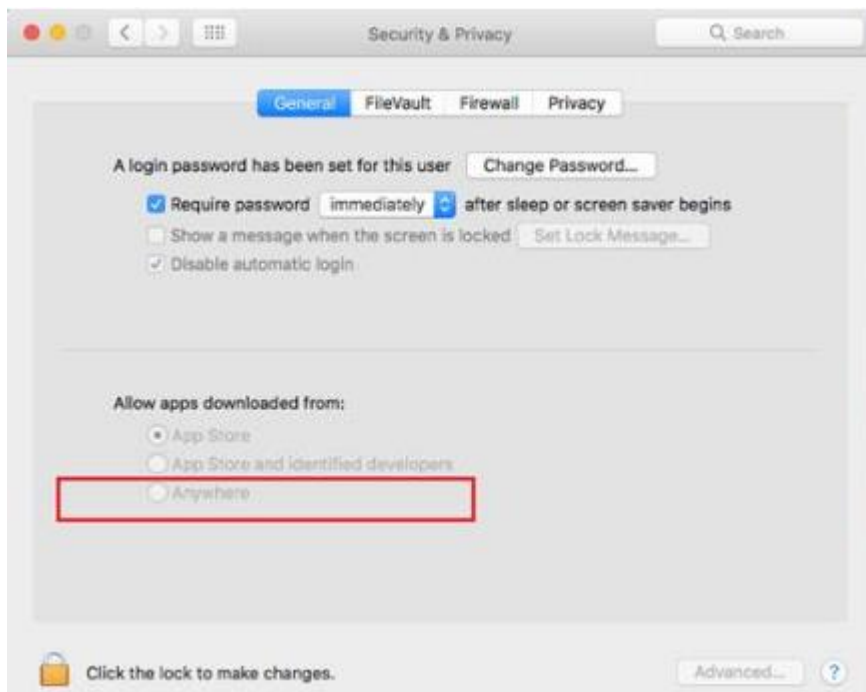 Security & Privacy
Search
General FileVault Firewall Privacy
A login password has been set for this user Change Password...
Require password immediately after sleep or screen saver begins
Show a message when the screen is locked Set Lock Message...
Disable automatic login
Allow apps downloaded from:
App Store
App Store and identified developers
Anywhere
Click the lock to make changes.
Advanced... ?